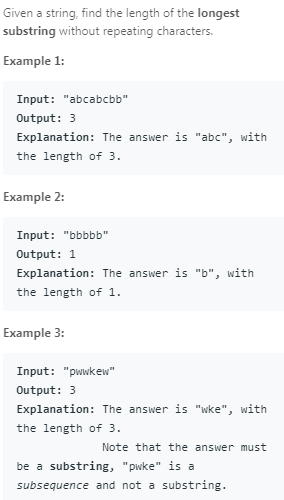 Given a string, find the length of the longest
substring without repeating characters.
Example 1:
Input: "abcabcbb"
Output: 3
Explanation: The answer is "abc", with
the length of 3.
Example 2:
Input: "bbbbb"
Output: 1
Explanation: The answer is "b", with
the length of 1.
Example 3:
Input: "pwwkew"
Output: 3
Explanation: The answer is "wke", with
the length of 3.
Note that the answer must
be a substring, "pwke" is a
subsequence and not a substring.